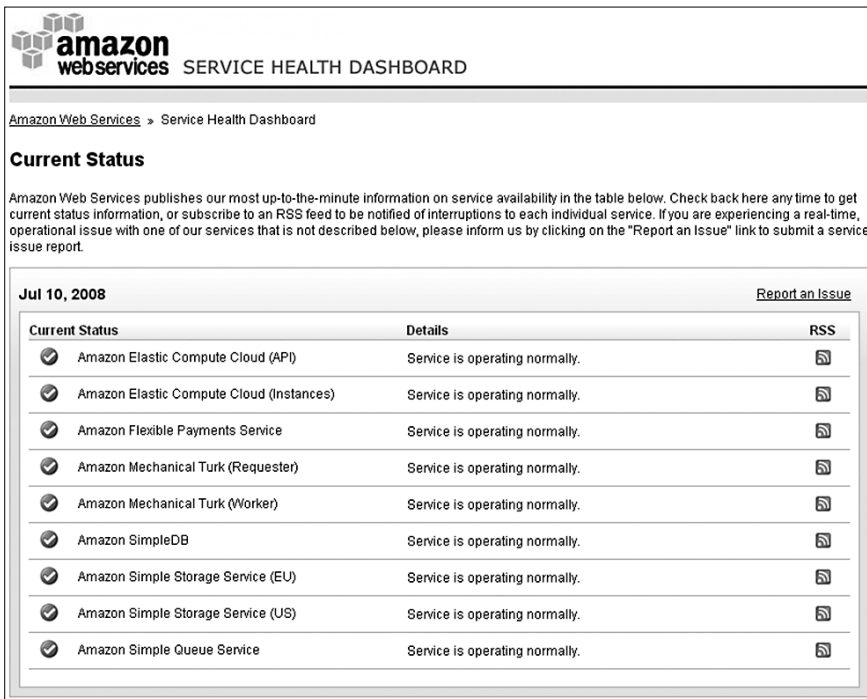 amazon
webservices SERVICE HEALTH DASHBOARD
Amazon Web Services » Service Health Dashboard
Current Status
Amazon Web Services publishes our most up-to-the-minute information on service availability in the table below. Check back here any time to get
current status information, or subscribe to an RSS feed to be notified of interruptions to each individual service. If you are experiencing a real-time,
operational issue with one of our services that is not described below, please inform us by clicking on the "Report an Issue" link to submit a service
issue report.
Jul 10, 2008 Report an Issue
Current Status Details RSS
Amazon Elastic Compute Cloud (API) Service is operating normally.
Amazon Elastic Compute Cloud (Instances) Service is operating normally.
Amazon Flexible Payments Service Service is operating normally.
Amazon Mechanical Turk (Requester) Service is operating normally.
Amazon Mechanical Turk (Worker) Service is operating normally.
Amazon SimpleDB Service is operating normally.
Amazon Simple Storage Service (EU) Service is operating normally.
Amazon Simple Storage Service (US) Service is operating normally.
Amazon Simple Queue Service Service is operating normally.